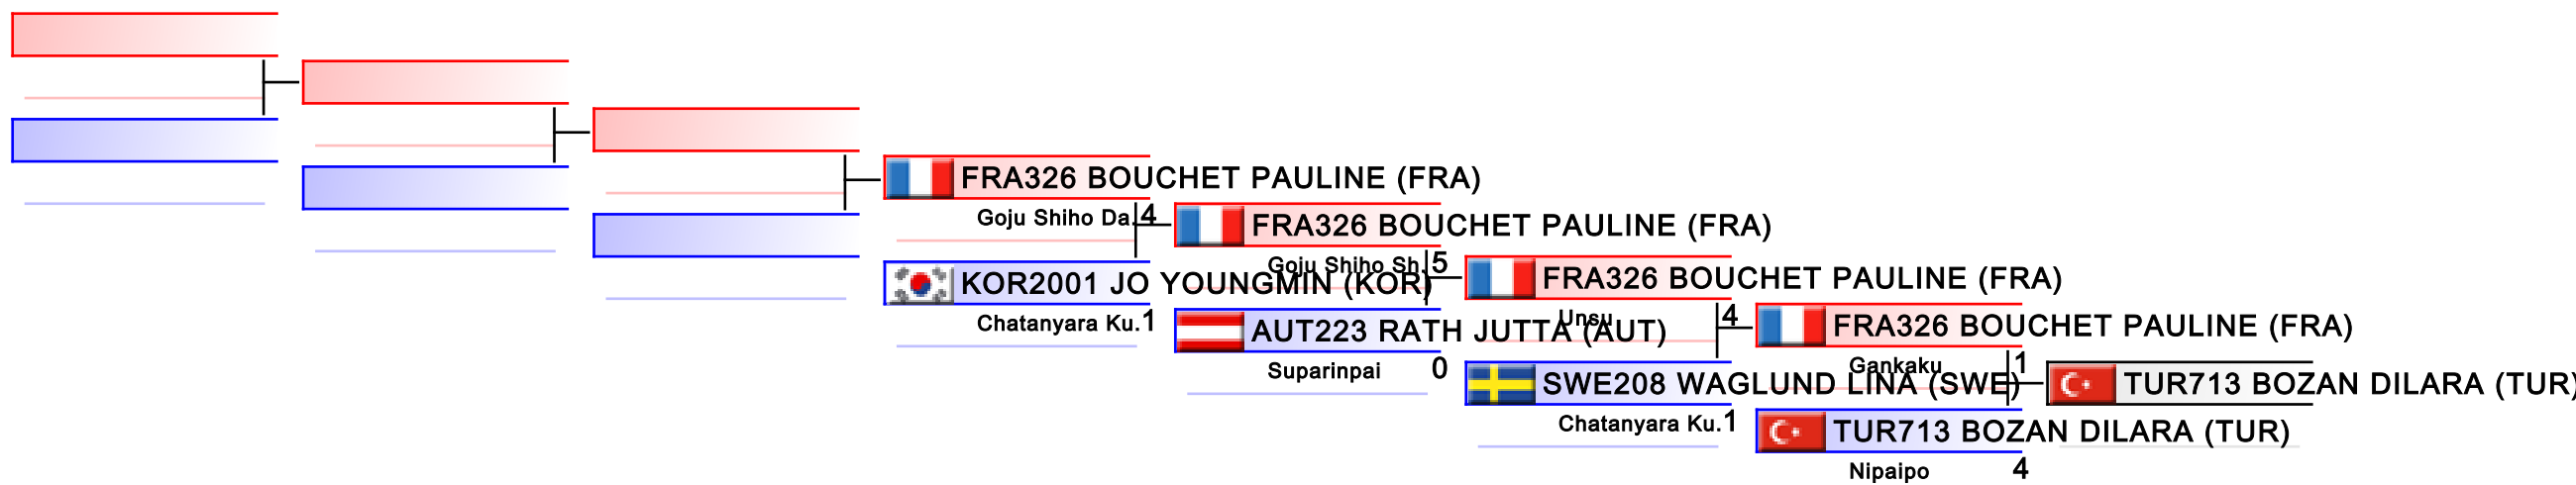 FRA326 BOUCHET PAULINE (FRA)
Goju Shiho Da. 4
KOR2001 JO YOUNGMIN (KOR)
Chatanyara Ku. 1
FRA326 BOUCHET PAULINE (FRA)
Goju Shiho Sh. 5
AUT223 RATH JUTTA (AUT)
Suparinpai 0
FRA326 BOUCHET PAULINE (FRA)
Unsu 4
SWE208 WAGLUND LINA (SWE)
Chatanyara Ku. 1
FRA326 BOUCHET PAULINE (FRA)
Gankaku 1
TUR713 BOZAN DILARA (TUR)
Nipaipo 4
TUR713 BOZAN DILARA (TUR)